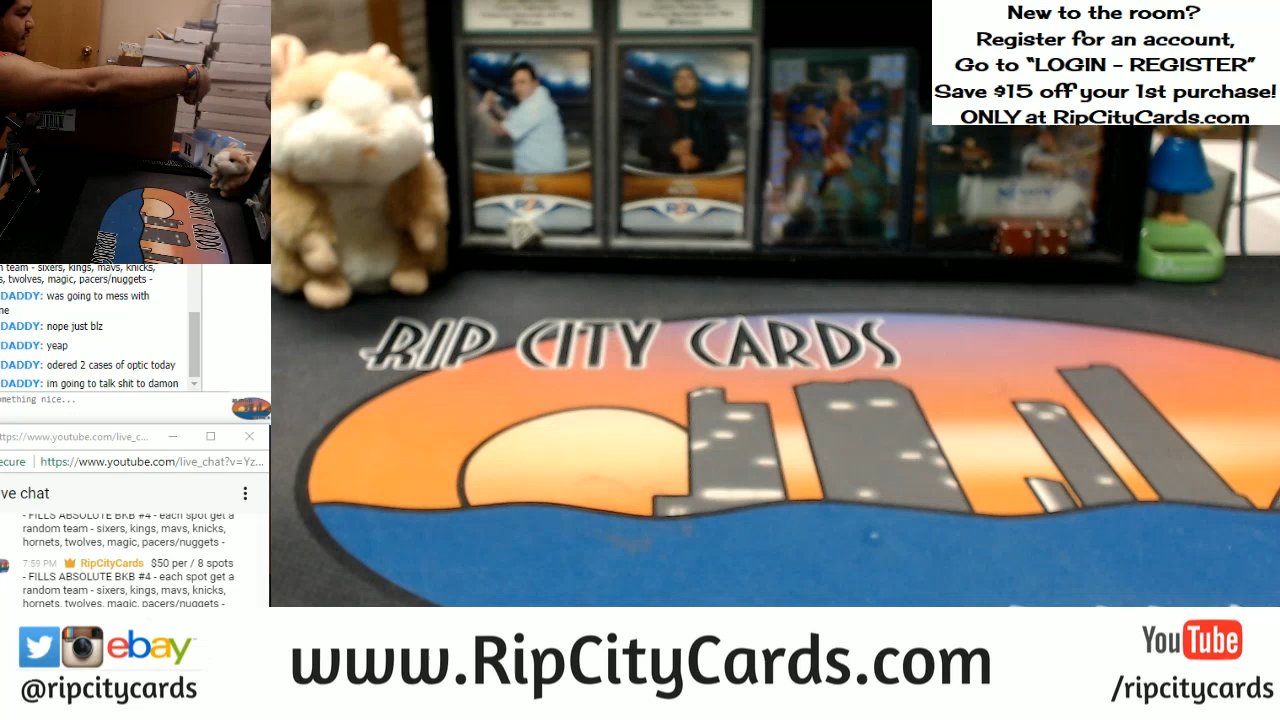 New to the room?
Register for an account,
Go to “LOGIN - REGISTER”
Save $15 off your 1st purchase!
ONLY at RipCityCards.com
n team - sixers, kings, mavs, knicks,
s, twolves, magic, pacers/nuggets -
DADDY: was going to mess with
ne
DADDY: nope just blz
DADDY: yeap
DADDY: odered 2 cases of optic today
DADDY: im going to talk shit to damon
omething nice...
ttps://www.youtube.com/live_c...
ecure | https://www.youtube.com/live_chat?v=Yz...
ve chat
- FILLS ABSOLUTE BKB #4 - each spot get a
random team - sixers, kings, mavs, knicks,
hornets, twolves, magic, pacers/nuggets -
7:59 PM RipCityCards $50 per / 8 spots
- FILLS ABSOLUTE BKB #4 - each spot get a
random team - sixers, kings, mavs, knicks,
hornets, twolves, magic, pacers/nuggets -
RIP CITY CARDS
ebay
@ripcitycards
www.RipCityCards.com
YouTube
/ripcitycards